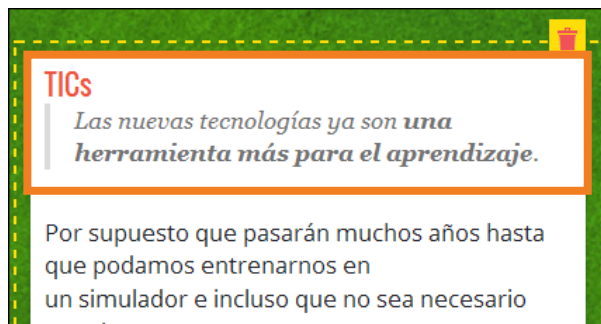 TICs
Las nuevas tecnologías ya son una
herramienta más para el aprendizaje.
Por supuesto que pasarán muchos años hasta
que podamos entrenarnos en
un simulador e incluso que no sea necesario